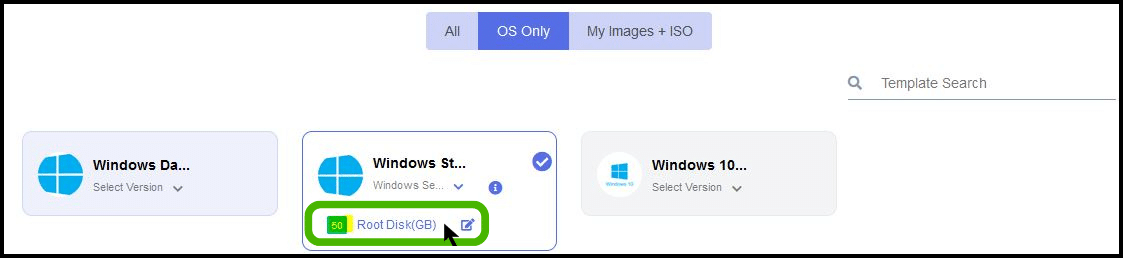 All
OS Only
My Images + ISO
Template Search
Windows Da...
Select Version
Windows St...
Windows Se...
50 Root Disk(GB)
Windows 10...
Windows 10
Select Version